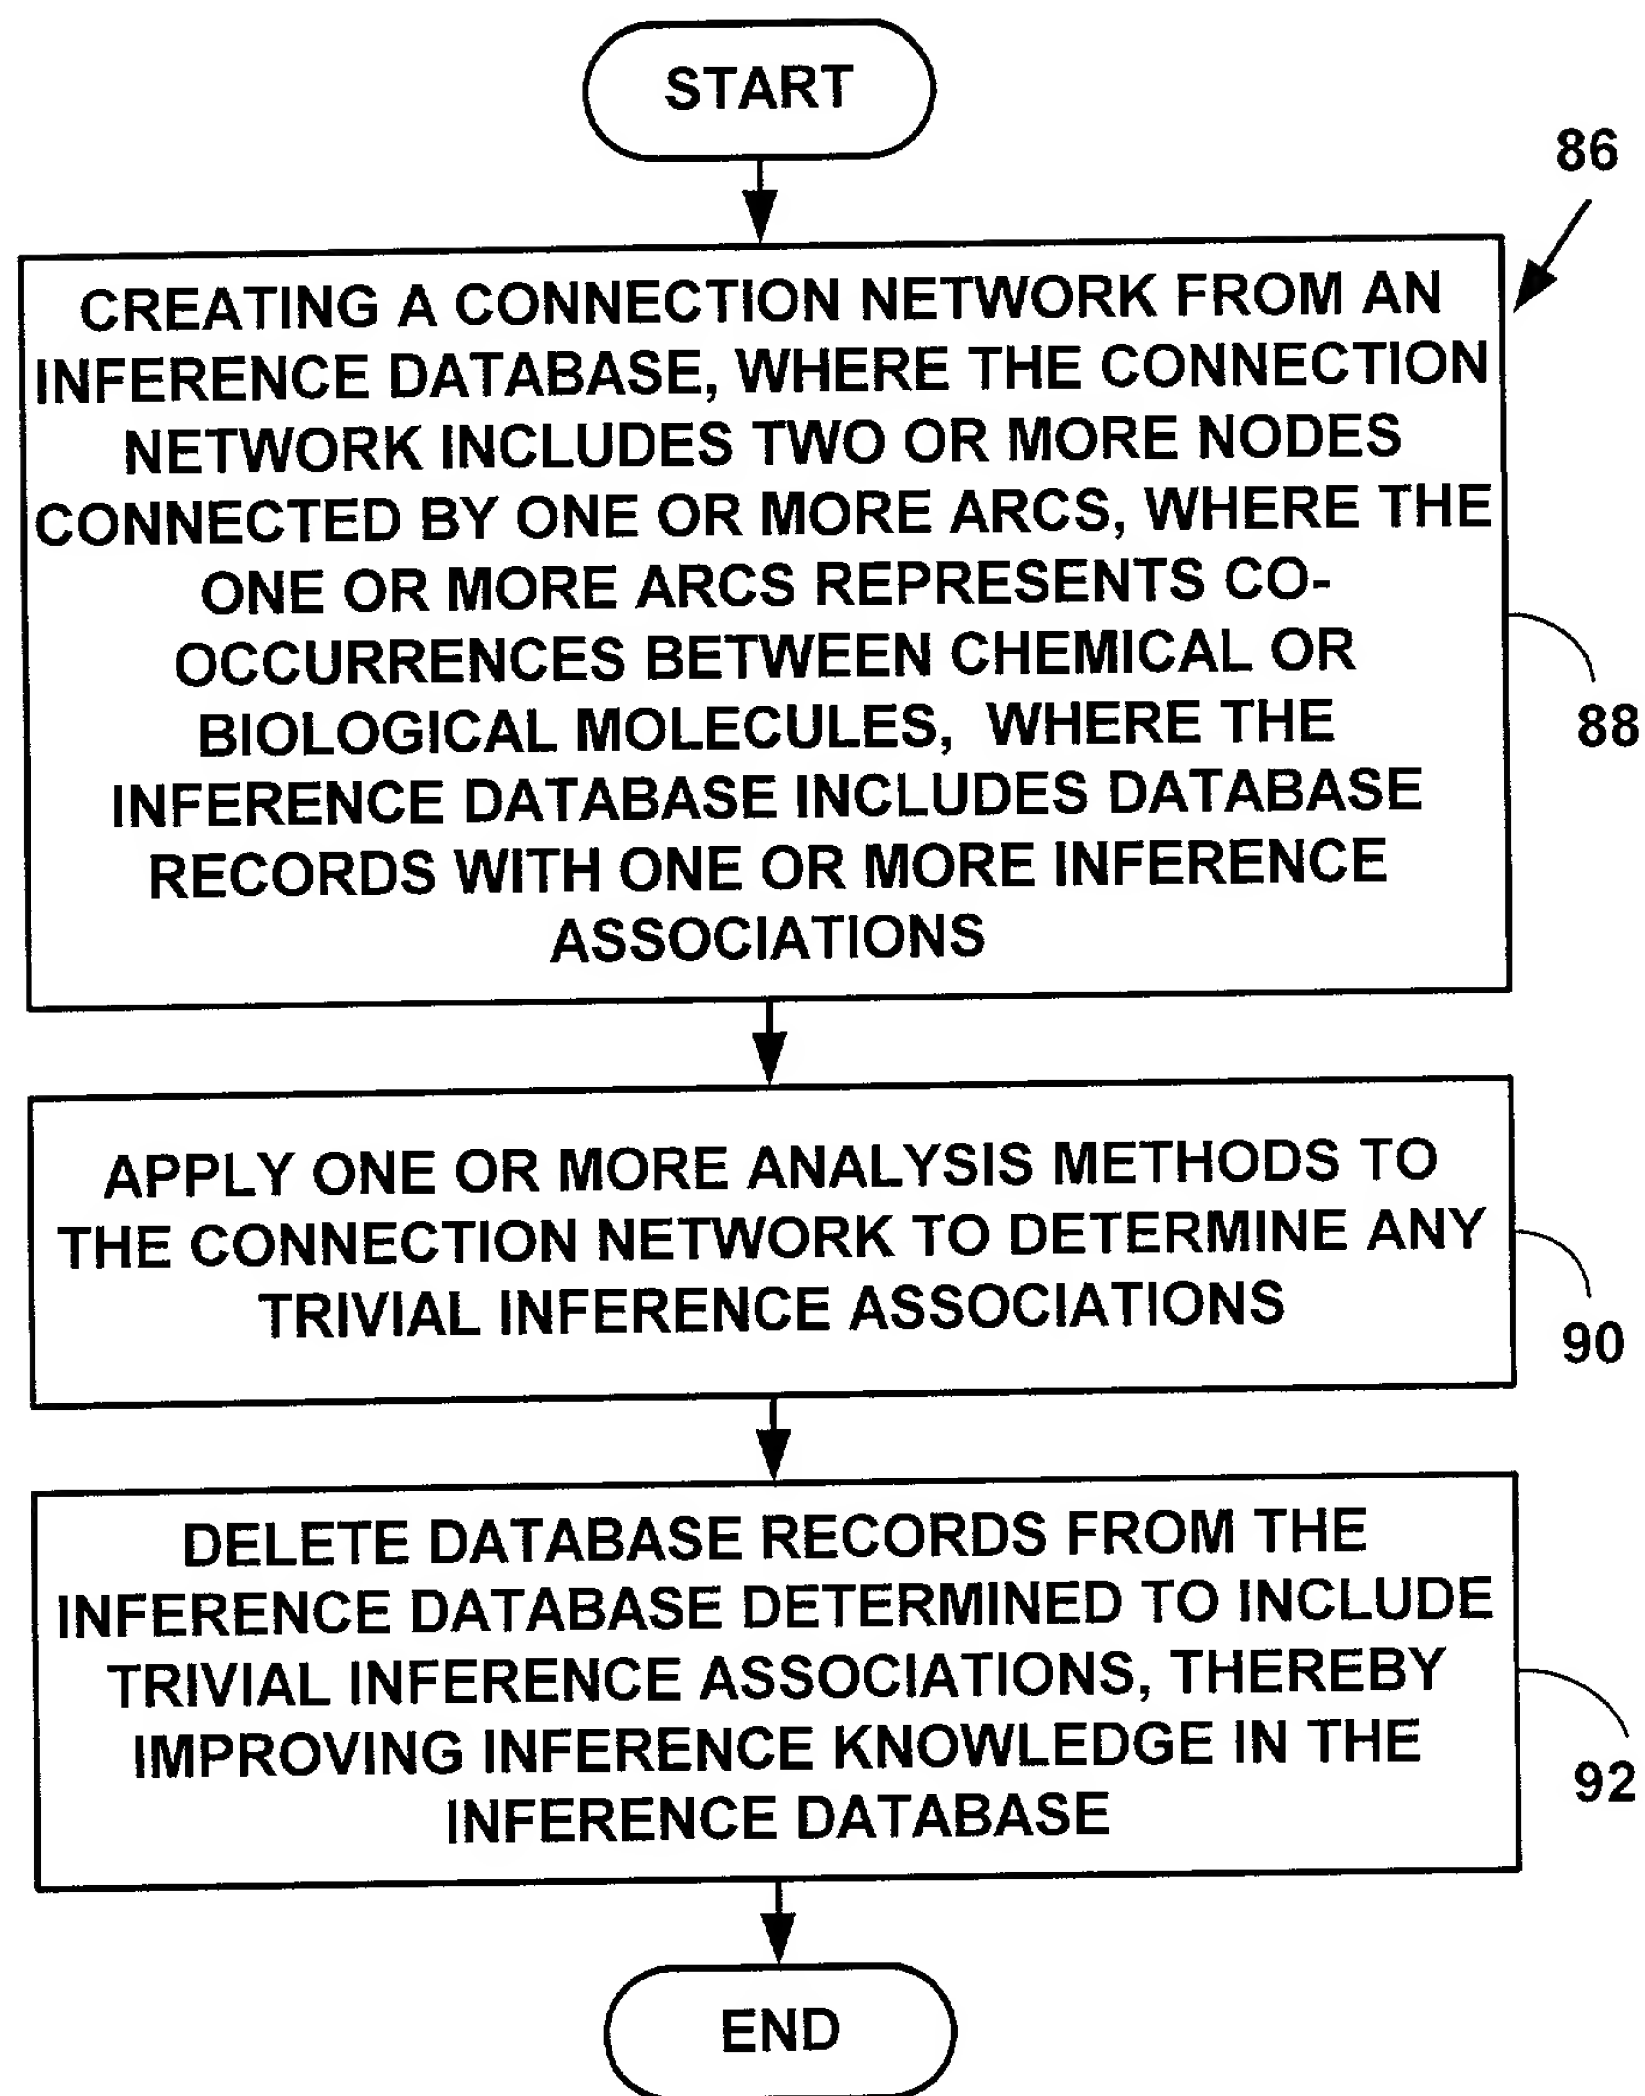 START
86
CREATING A CONNECTION NETWORK FROM AN
INFERENCE DATABASE, WHERE THE CONNECTION
NETWORK INCLUDES TWO OR MORE NODES
CONNECTED BY ONE OR MORE ARCS, WHERE THE
ONE OR MORE ARCS REPRESENTS CO-
OCCURRENCES BETWEEN CHEMICAL OR
BIOLOGICAL MOLECULES, WHERE THE
INFERENCE DATABASE INCLUDES DATABASE
RECORDS WITH ONE OR MORE INFERENCE
ASSOCIATIONS
88
APPLY ONE OR MORE ANALYSIS METHODS TO
THE CONNECTION NETWORK TO DETERMINE ANY
TRIVIAL INFERENCE ASSOCIATIONS
90
DELETE DATABASE RECORDS FROM THE
INFERENCE DATABASE DETERMINED TO INCLUDE
TRIVIAL INFERENCE ASSOCIATIONS, THEREBY
IMPROVING INFERENCE KNOWLEDGE IN THE
INFERENCE DATABASE
92
END